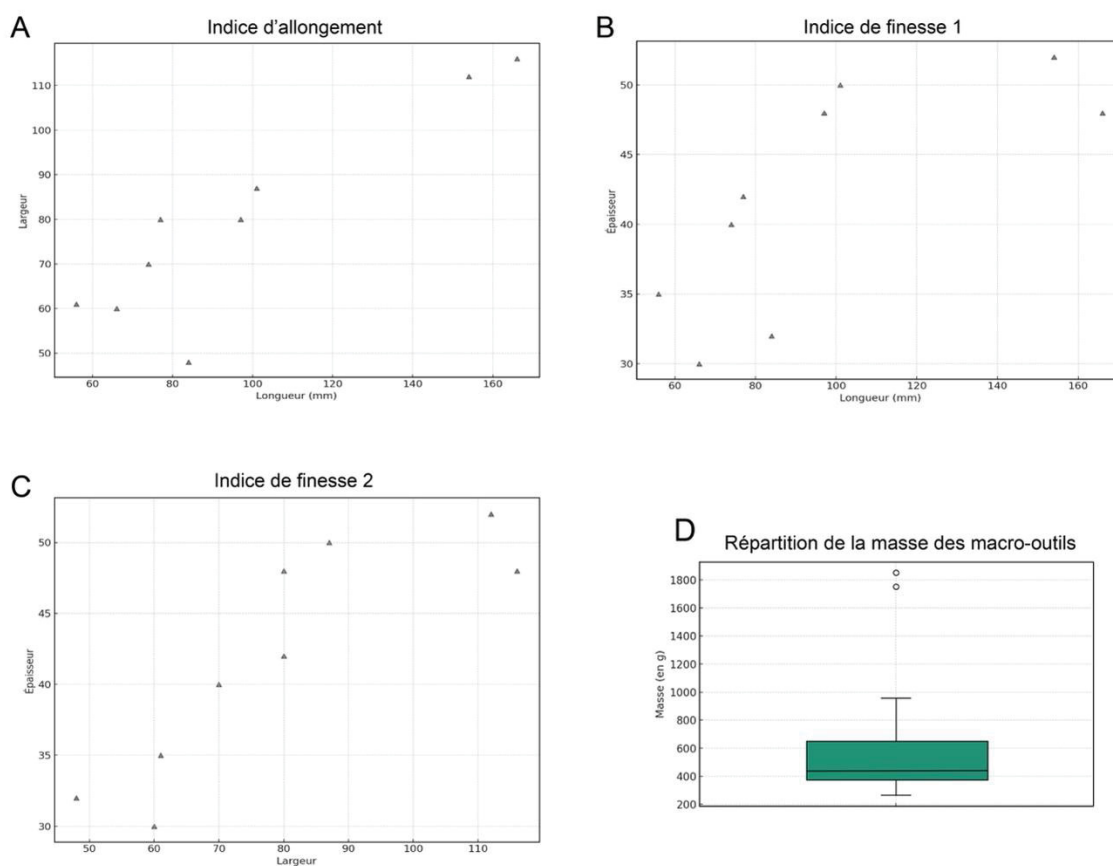 A
Indice d’allongement
110
100
90
80
70
60
50
Largeur
60 80 100 120 140 160
Longueur (mm)
B
Indice de finesse 1
50
45
40
35
30
Épaisseur
60 80 100 120 140 160
Longueur (mm)
C
Indice de finesse 2
50
45
40
35
30
Épaisseur
50 60 70 80 90 100 110
Largeur
D
Répartition de la masse des macro-outils
1800
1600
1400
1200
1000
800
600
400
200
Masse (en g)